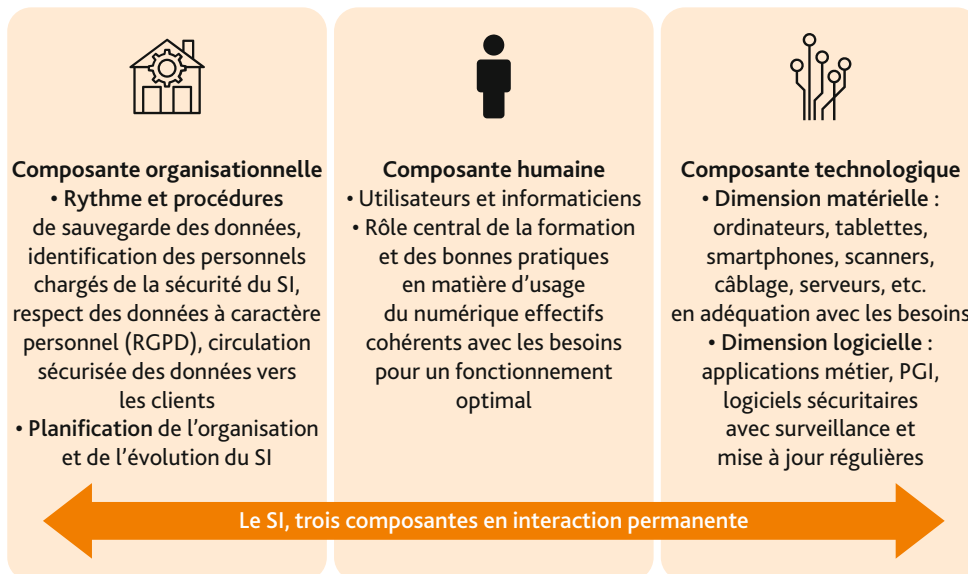 Composante organisationnelle
• Rythme et procédures
de sauvegarde des données,
identification des personnels
chargés de la sécurité du SI,
respect des données à caractère
personnel (RGPD), circulation
sécurisée des données vers
les clients
• Planification de l'organisation
et de l'évolution du SI
Composante humaine
• Utilisateurs et informaticiens
• Rôle central de la formation
et des bonnes pratiques
en matière d'usage
du numérique effectifs
cohérents avec les besoins
pour un fonctionnement
optimal
Composante technologique
• Dimension matérielle :
ordinateurs, tablettes,
smartphones, scanners,
câblage, serveurs, etc.
en adéquation avec les besoins
• Dimension logicielle :
applications métier, PGI,
logiciels sécuritaires
avec surveillance et
mise à jour régulières
Le SI, trois composantes en interaction permanente